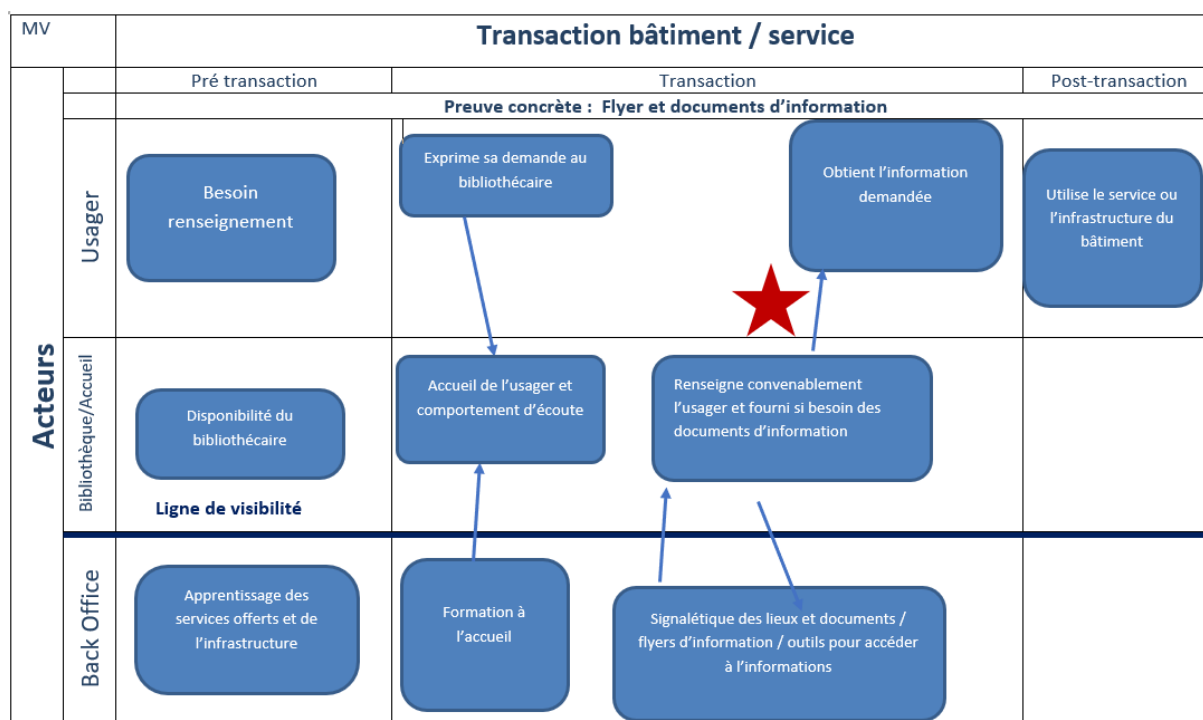 MV
Transaction bâtiment / service
Pré transaction
Transaction
Post-transaction
Preuve concrète : Flyer et documents d'information
Acteurs
Usager
Besoin
renseignement
Exprime sa demande au
bibliothécaire
Obtient l'information
demandée
Utilise le service ou
l'infrastructure du
bâtiment
Bibliothèque/Accueil
Disponibilité du
bibliothécaire
Accueil de l'usager et
comportement d'écoute
Renseigne convenablement
l'usager et fourni si besoin des
documents d'information
Ligne de visibilité
Back Office
Apprentissage des
services offerts et de
l'infrastructure
Formation à
l'accueil
Signalétique des lieux et documents /
flyers d'information / outils pour accéder
à l'informations